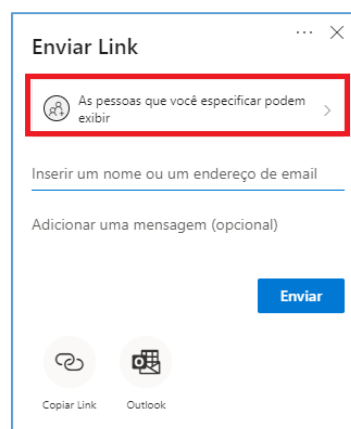 Enviar Link
As pessoas que você especificar podem
exibir
Inserir um nome ou um endereço de email
Adicionar uma mensagem (opcional)
Enviar
Copiar Link
Outlook